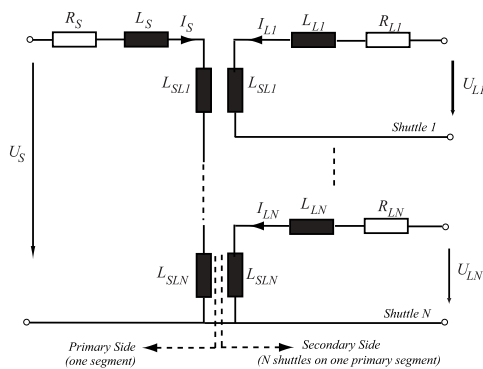 R_S
L_S
I_S
I_L1
L_L1
R_L1
L_SL1
L_SL1
U_L1
Shuttle 1
U_S
I_LN
L_LN
R_LN
L_SLN
L_SLN
U_LN
Shuttle N
Primary Side
(one segment)
Secondary Side
(N shuttles on one primary segment)